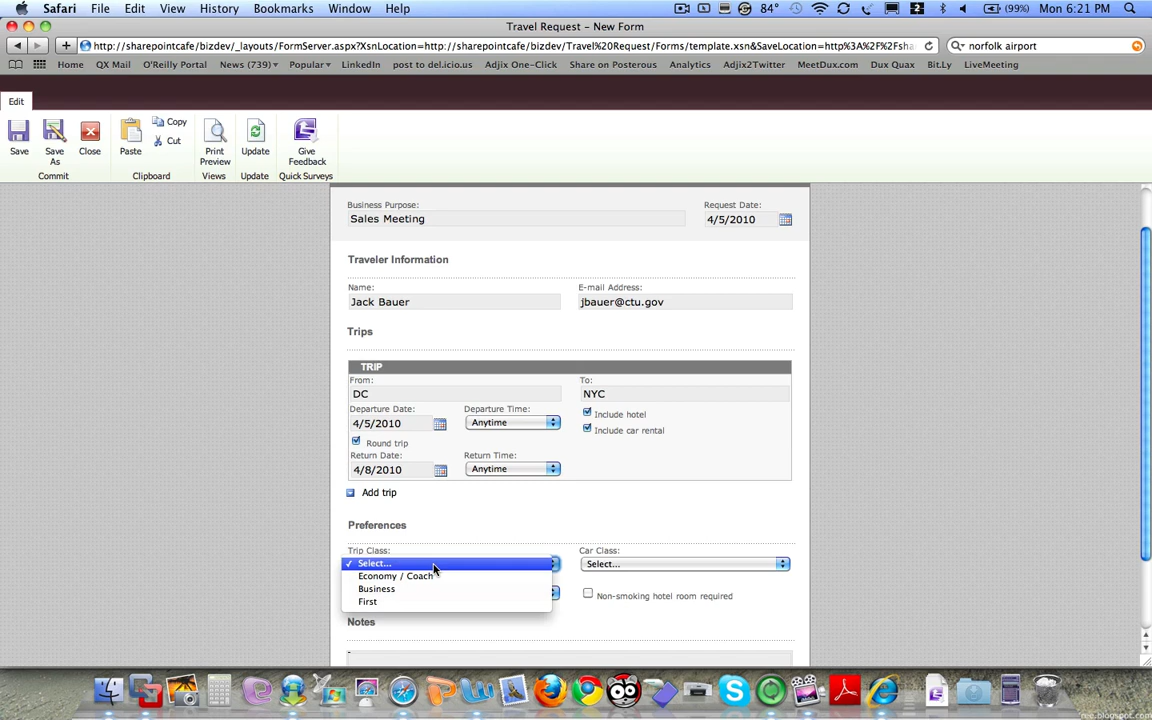 Safari File Edit View History Bookmarks Window Help 84° 2 (99%) Mon 6:21 PM
Travel Request - New Form
http://sharepointcafe/bizdev/_layouts/FormServer.aspx?XsnLocation=http://sharepointcafe/bizdev/Travel%20Request/Forms/template.xsn&SaveLocation=http%3A%2F%2Fsha norfolk airport
Home QX Mail O'Reilly Portal News (739) Popular LinkedIn post to del.icio.us Adjix One-Click Share on Posterous Analytics Adjix2Twitter MeetDux.com Dux Quax Bit.Ly LiveMeeting
Edit
Save Save As Close Paste Copy Cut Print Preview Update Give Feedback
Commit Clipboard Views Update Quick Surveys
Business Purpose: Request Date:
Sales Meeting 4/5/2010
Traveler Information
Name: E-mail Address:
Jack Bauer jbauer@ctu.gov
Trips
TRIP
From: To:
DC NYC
Departure Date: Departure Time: Include hotel
4/5/2010 Anytime Include car rental
Round trip
Return Date: Return Time:
4/8/2010 Anytime
Add trip
Preferences
Trip Class: Car Class:
Select... Select...
Economy / Coach
Business Non-smoking hotel room required
First
Notes